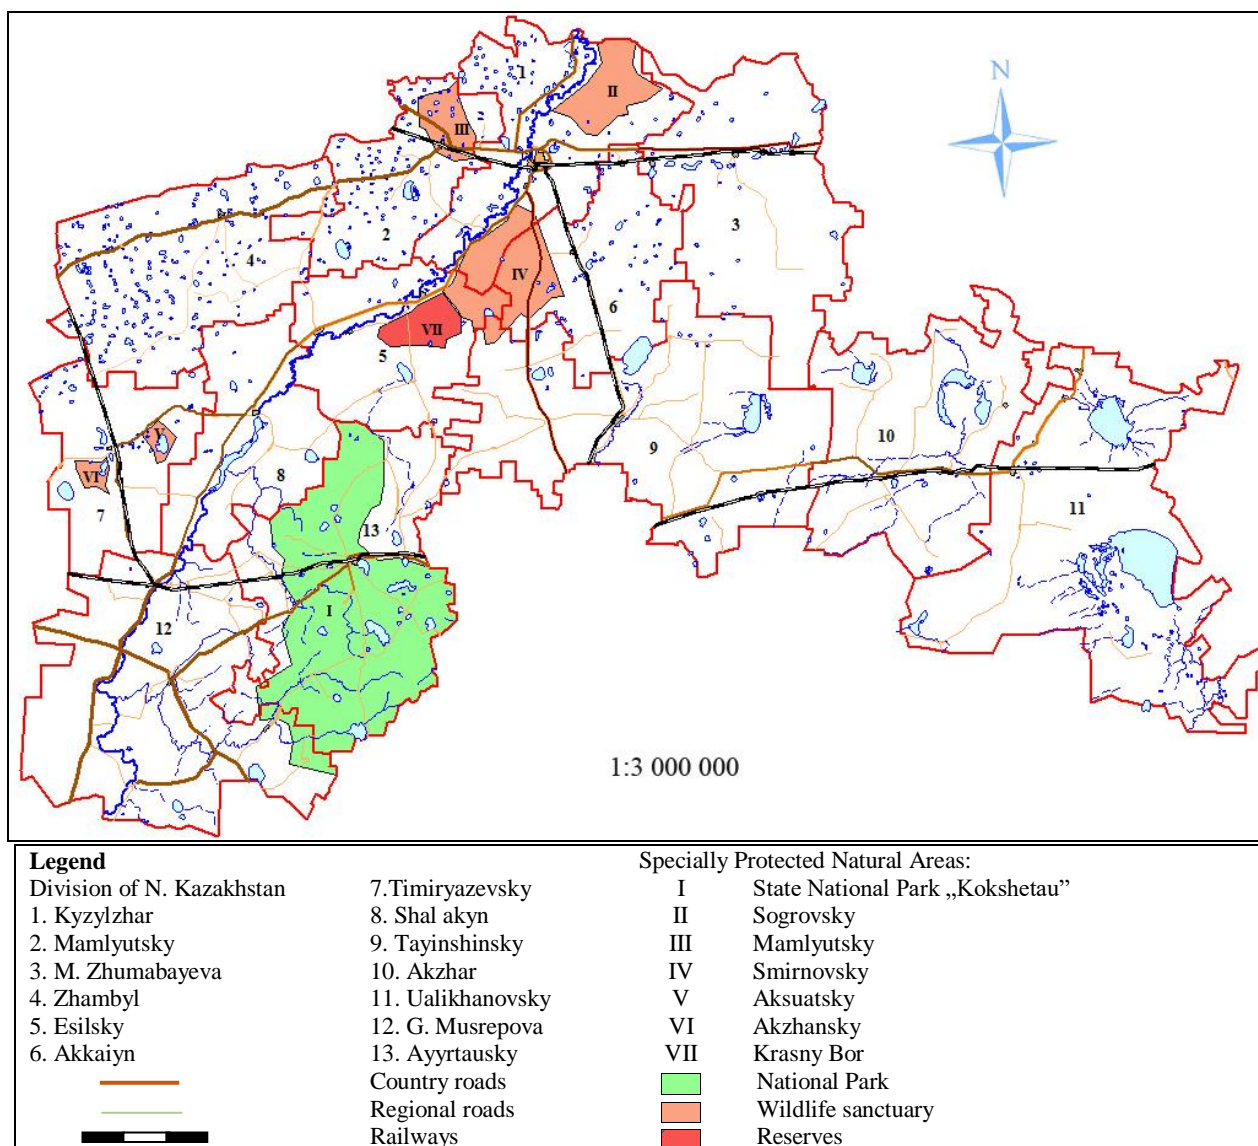 N
1
II
III
2
3
2
4
IV
6
VII
5
V
10
9
8
VI
7
11
13
I
12
1:3 000 000
Legend
Division of N. Kazakhstan
1. Kyzylzhar
2. Mamlyutsky
3. M. Zhumabayeva
4. Zhambyl
5. Esilsky
6. Akkaiyn
7.Timiryazevsky
8. Shal akyn
9. Tayinshinsky
10. Akzhar
11. Ualikhanovsky
12. G. Musrepova
13. Ayyrtausky
Country roads
Regional roads
Railways
Specially Protected Natural Areas:
I State National Park „Kokshetau”
II Sogrovsky
III Mamlyutsky
IV Smirnovsky
V Aksuatsky
VI Akzhansky
VII Krasny Bor
National Park
Wildlife sanctuary
Reserves